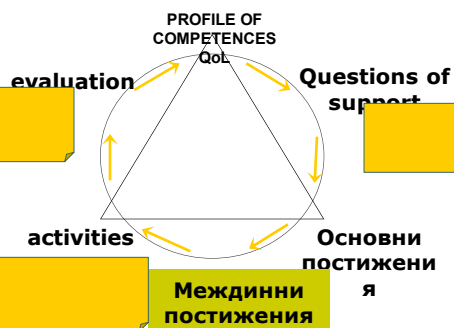 PROFILE OF
COMPETENCES
QoL
evaluation
Questions of
support
activities
Основни
постижени
я
Междинни
постижения